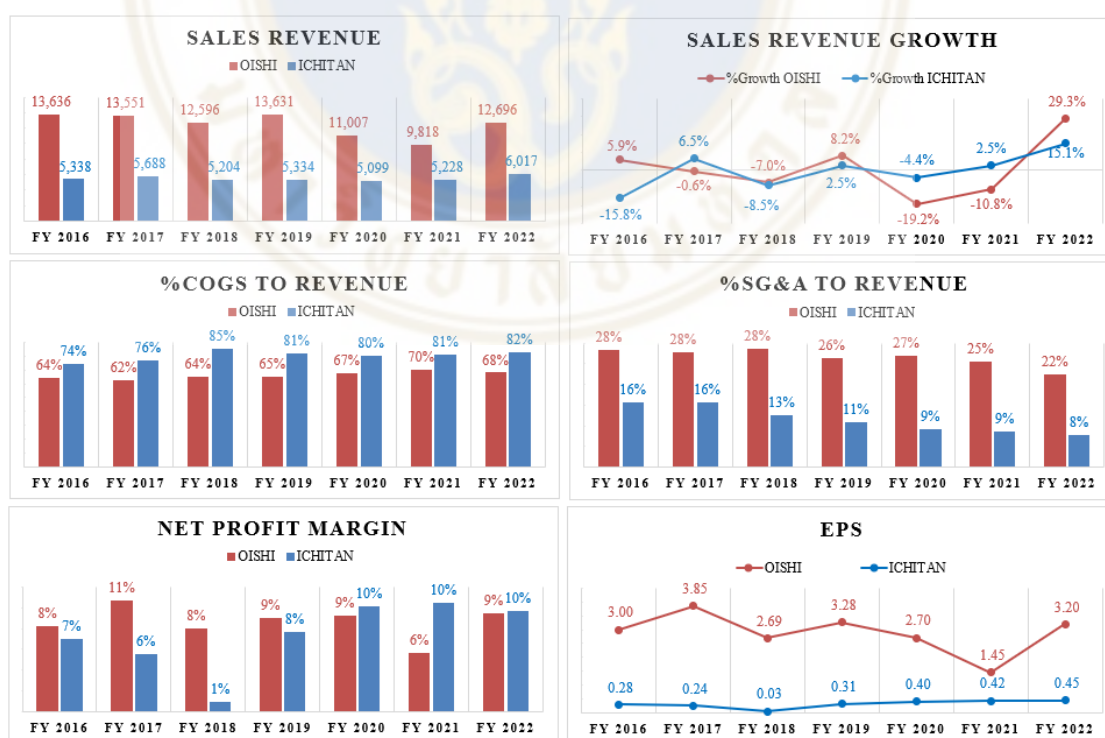 SALES REVENUE
OISHI ICHITAN
13,636 13,551 12,596 13,631 11,007 9,818 12,696
5,338 5,688 5,204 5,334 5,099 5,228 6,017
FY 2016 FY 2017 FY 2018 FY 2019 FY 2020 FY 2021 FY 2022
SALES REVENUE GROWTH
%Growth OISHI %Growth ICHITAN
5.9% -0.6% -7.0% 8.2% -19.2% -10.8% 29.3%
-15.8% 6.5% -8.5% 2.5% -4.4% 2.5% 15.1%
FY 2016 FY 2017 FY 2018 FY 2019 FY 2020 FY 2021 FY 2022
%COGS TO REVENUE
OISHI ICHITAN
64% 74% 62% 76% 64% 85% 65% 81% 67% 80% 70% 81% 68% 82%
FY 2016 FY 2017 FY 2018 FY 2019 FY 2020 FY 2021 FY 2022
%SG&A TO REVENUE
OISHI ICHITAN
28% 16% 28% 16% 28% 13% 26% 11% 27% 9% 25% 9% 22% 8%
FY 2016 FY 2017 FY 2018 FY 2019 FY 2020 FY 2021 FY 2022
NET PROFIT MARGIN
OISHI ICHITAN
8% 7% 11% 6% 8% 1% 9% 8% 9% 10% 6% 10% 9% 10%
FY 2016 FY 2017 FY 2018 FY 2019 FY 2020 FY 2021 FY 2022
EPS
OISHI ICHITAN
3.00 3.85 2.69 3.28 2.70 1.45 3.20
0.28 0.24 0.03 0.31 0.40 0.42 0.45
FY 2016 FY 2017 FY 2018 FY 2019 FY 2020 FY 2021 FY 2022